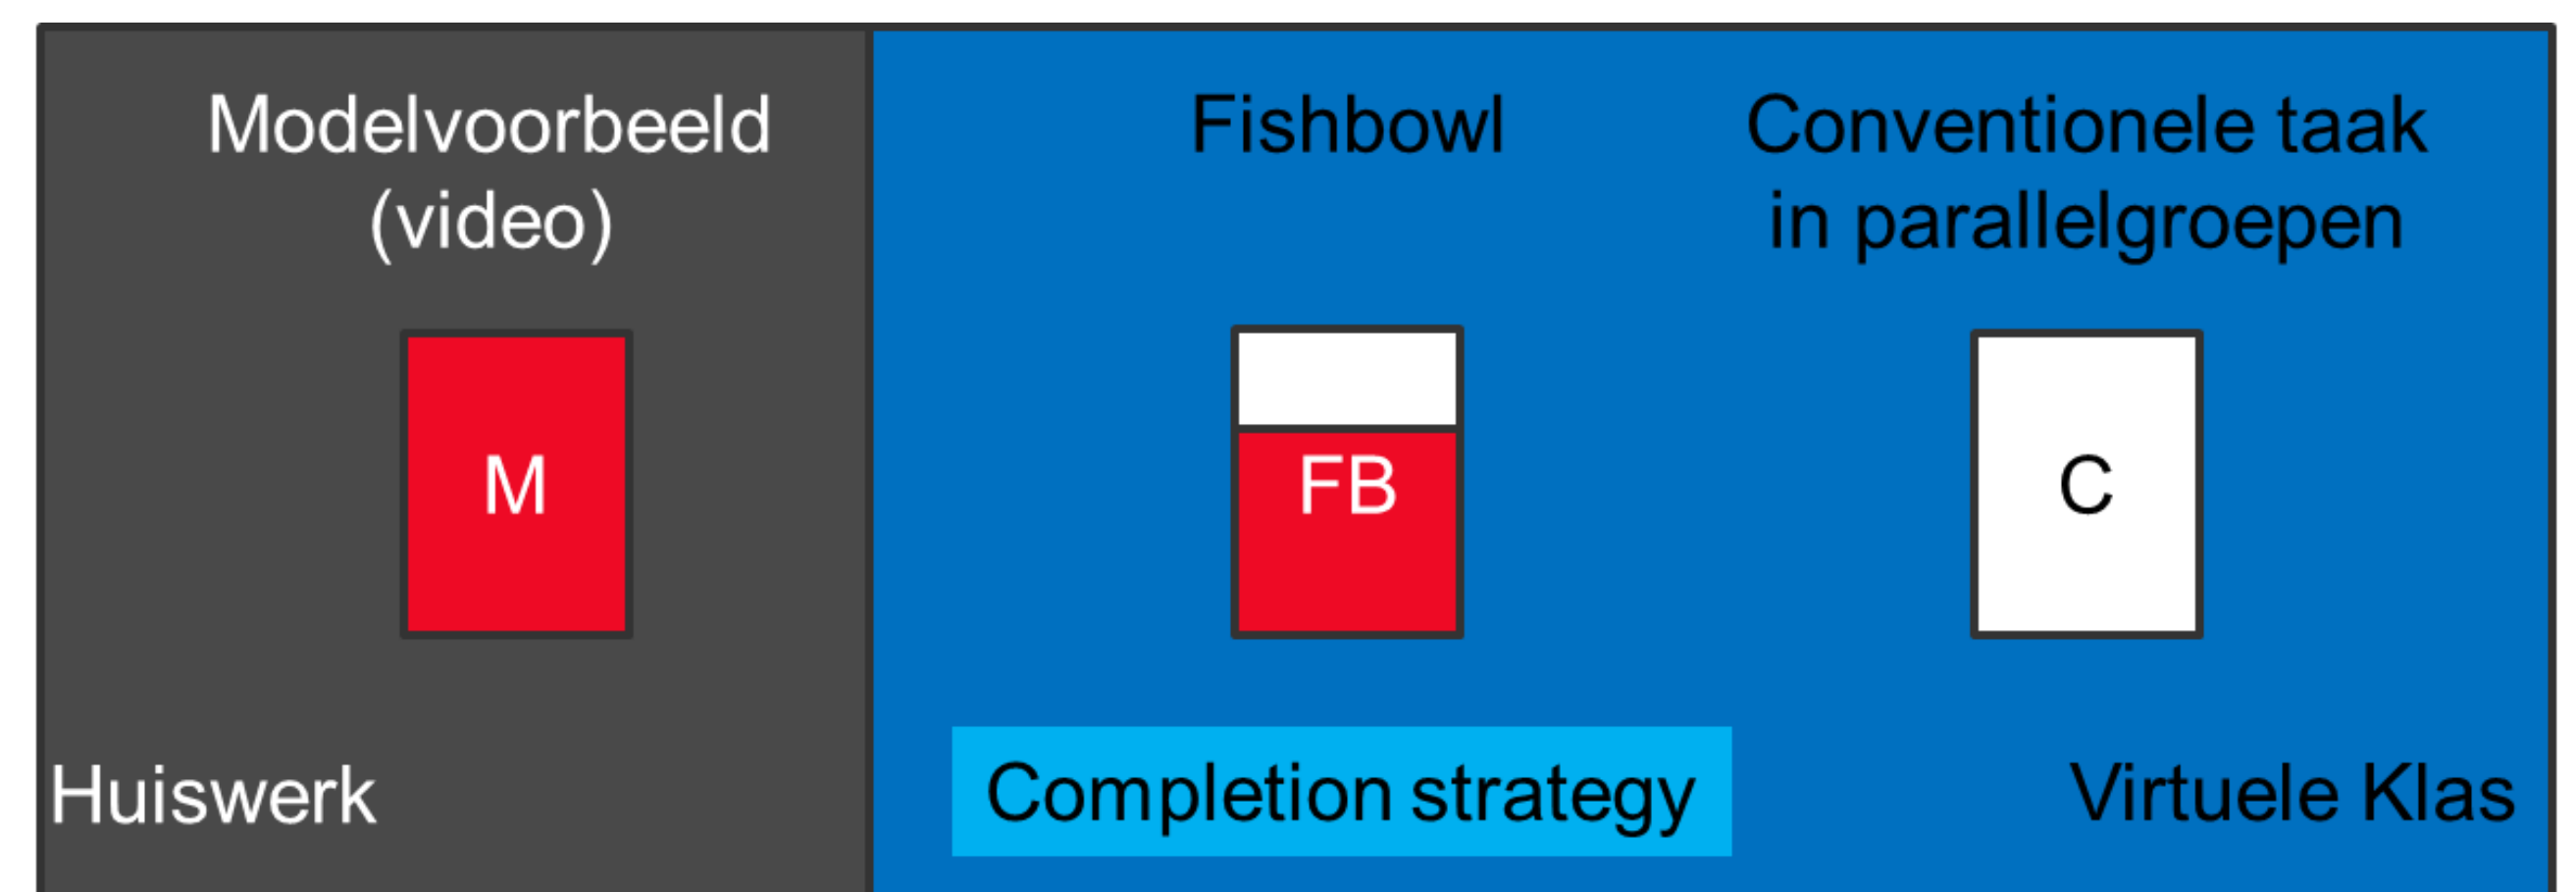 Modelvoorbeeld
(video)
M
Huiswerk
Fishbowl
FB
Completion strategy
Conventionele taak
in parallelgroepen
C
Virtuele Klas